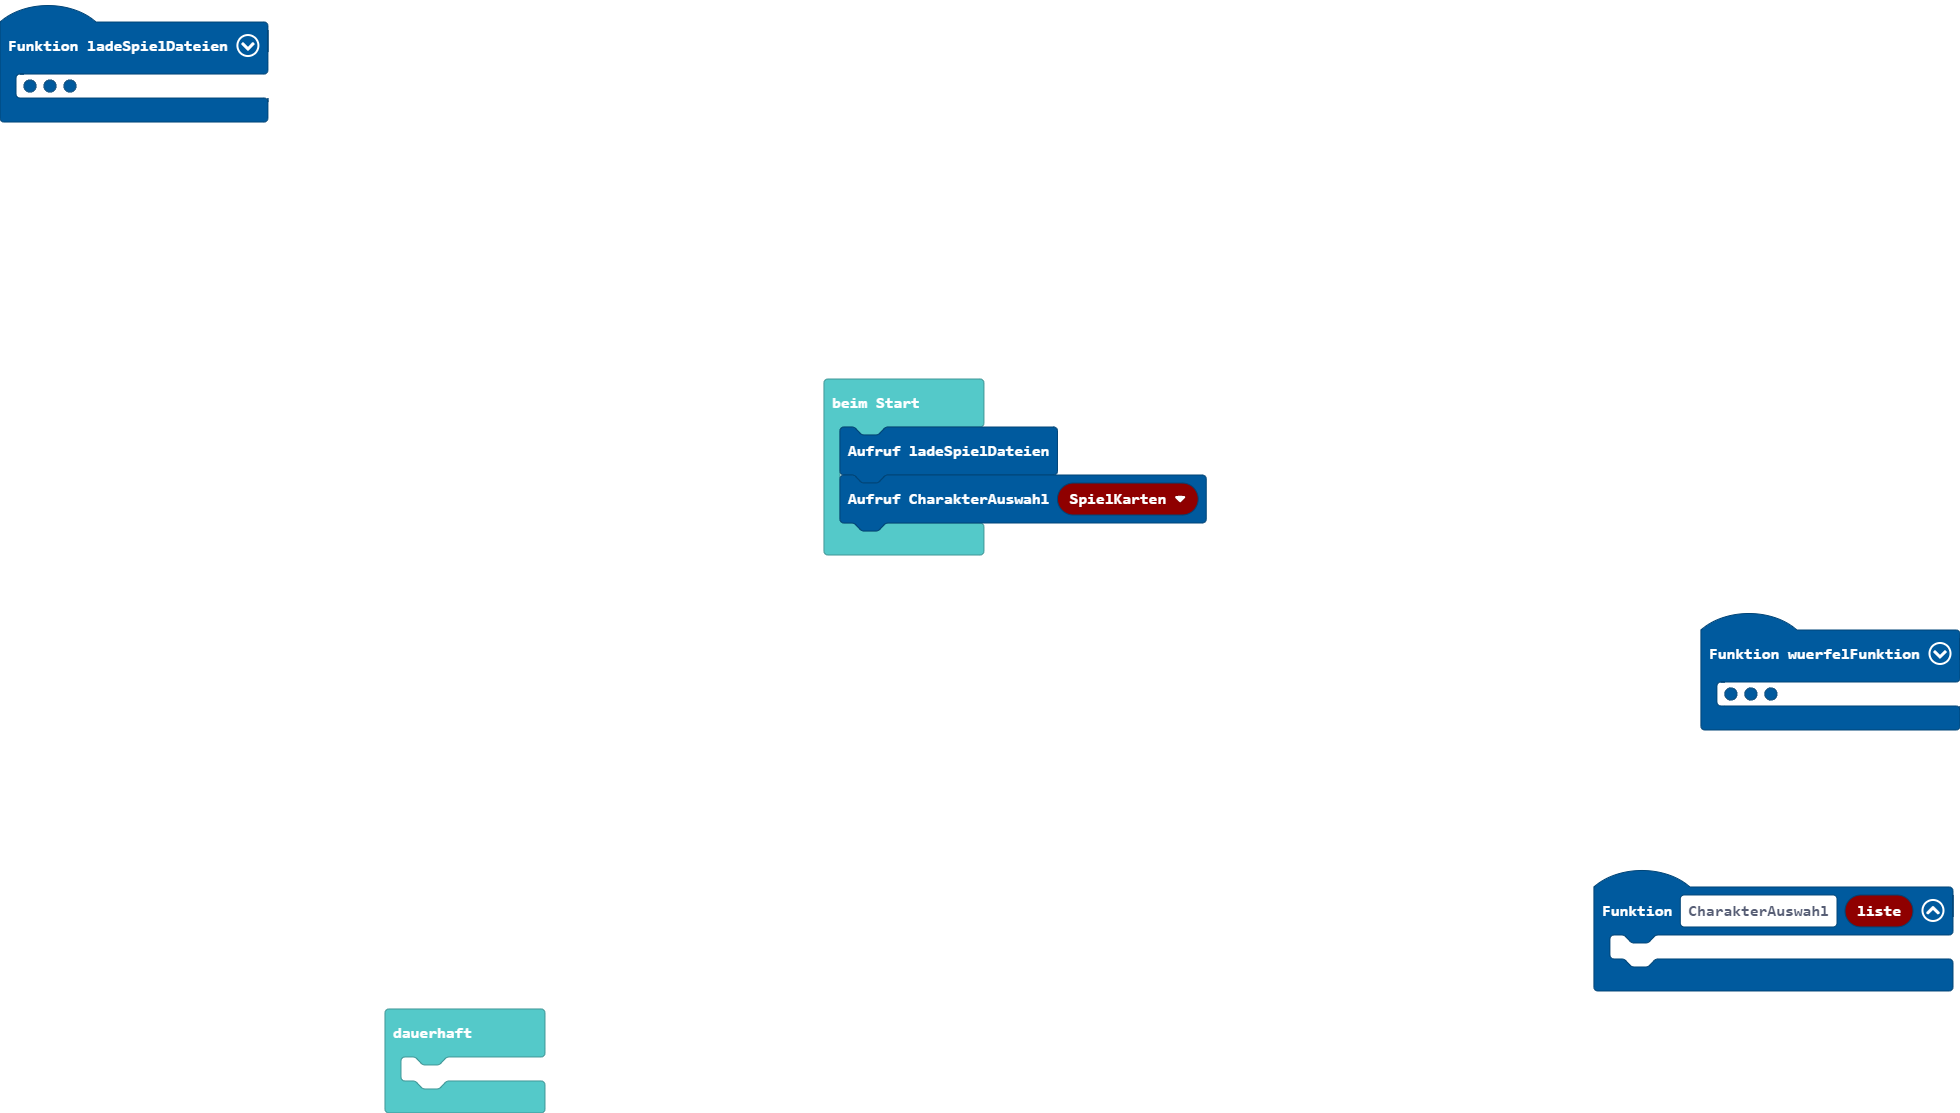 Funktion ladeSpielDateien
beim Start
Aufruf ladeSpielDateien
Aufruf CharakterAuswahl SpielKarten
Funktion wuerfelFunktion
Funktion CharakterAuswahl liste
dauerhaft